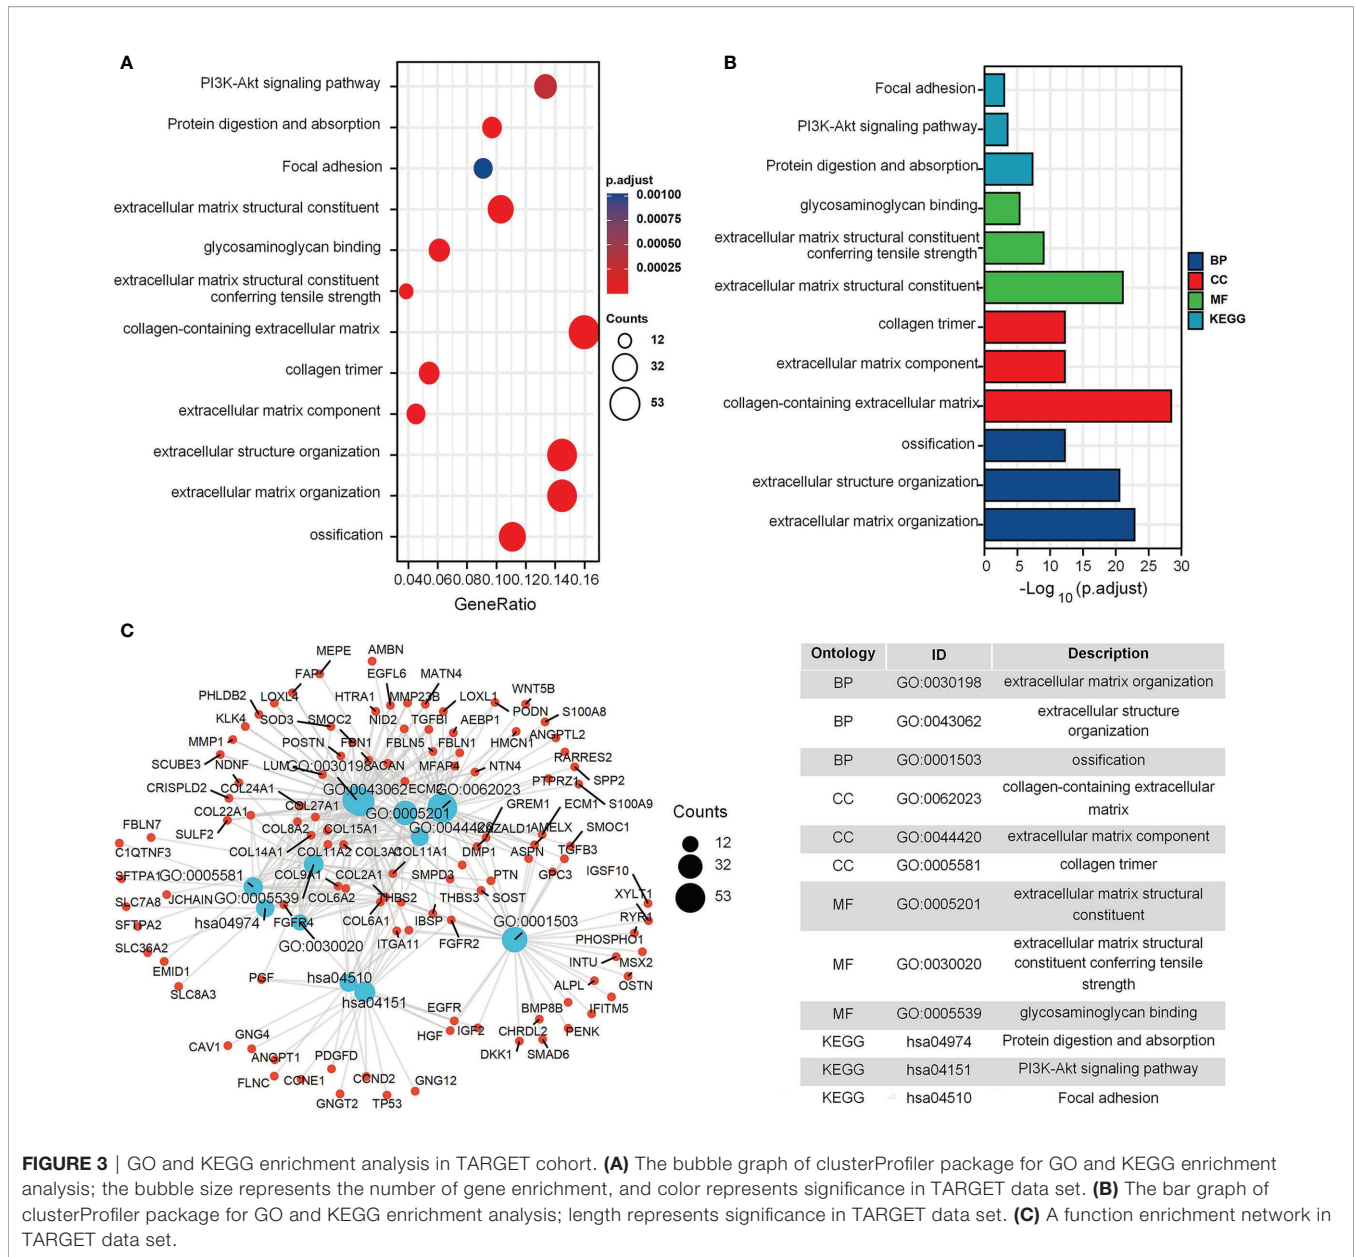 A
PI3K-Akt signaling pathway
Protein digestion and absorption
Focal adhesion
extracellular matrix structural constituent
glycosaminoglycan binding
extracellular matrix structural constituent
conferring tensile strength
collagen-containing extracellular matrix
collagen trimer
extracellular matrix component
extracellular structure organization
extracellular matrix organization
ossification
0.040.060.080.100.120.140.16
GeneRatio
p.adjust
0.00100
0.00075
0.00050
0.00025
Counts
12
32
53
B
Focal adhesion
PI3K-Akt signaling pathway
Protein digestion and absorption
glycosaminoglycan binding
extracellular matrix structural constituent
conferring tensile strength
extracellular matrix structural constituent
collagen trimer
extracellular matrix component
collagen-containing extracellular matrix
ossification
extracellular structure organization
extracellular matrix organization
0 5 10 15 20 25 30
-Log10 (p.adjust)
BP
CC
MF
KEGG
C
MEPE AMBN
FAP EGFL6 MATN4
PHLDB2 LOXL4 HTRA1 MMP23B LOXL1 WNT5B
KLK4 SOD3 SMOC2 NID2 TGFBI AEBP1 PODN S100A8
MMP1 POSTN FBN1 FBLN5 FBLN1 HMCN1 ANGPTL2
SCUBE3 NDNF LUM GO:0030198 ACAN MFAP4 NTN4 RARRES2
CRISPLD2 COL24A1 GO:0043062 ECM2 GO:0062023 PTPRZ1 SPP2
COL22A1 COL27A1 GO:0005201 GREM1 ECM1 S100A9
FBLN7 SULF2 COL8A2 COL15A1 GO:0044420 KAZALD1 AMELX SMOC1
C1QTNF3 COL14A1 COL11A2 COL3A1 COL11A1 DMP1 ASPN TGFB3
SFTPA1 GO:0005581 COL9A1 COL2A1 SMPD3 PTN GPC3 IGSF10
SLC7A8 JCHAIN GO:0005539 COL6A2 THBS2 THBS3 SOST XYLT1
SFTPA2 hsa04974 FGFR4 COL6A1 IBSP GO:0001503 RYR1
SLC36A2 GO:0030020 ITGA11 FGFR2 PHOSPHO1
EMID1 PGF hsa04510 INTU MSX2
SLC8A3 hsa04151 ALPL OSTN
EGFR BMP8B IFITM5
GNG4 HGF IGF2 CHRDL2 PENK
CAV1 ANGPT1 PDGFD DKK1 SMAD6
FLNC CCNE1 CCND2 GNG12
GNGT2 TP53
Counts
12
32
53
Ontology ID Description
BP GO:0030198 extracellular matrix organization
BP GO:0043062 extracellular structure
organization
BP GO:0001503 ossification
CC GO:0062023 collagen-containing extracellular
matrix
CC GO:0044420 extracellular matrix component
CC GO:0005581 collagen trimer
MF GO:0005201 extracellular matrix structural
constituent
MF GO:0030020 extracellular matrix structural
constituent conferring tensile
strength
MF GO:0005539 glycosaminoglycan binding
KEGG hsa04974 Protein digestion and absorption
KEGG hsa04151 PI3K-Akt signaling pathway
KEGG hsa04510 Focal adhesion
FIGURE 3 | GO and KEGG enrichment analysis in TARGET cohort. (A) The bubble graph of clusterProfiler package for GO and KEGG enrichment
analysis; the bubble size represents the number of gene enrichment, and color represents significance in TARGET data set. (B) The bar graph of
clusterProfiler package for GO and KEGG enrichment analysis; length represents significance in TARGET data set. (C) A function enrichment network in
TARGET data set.